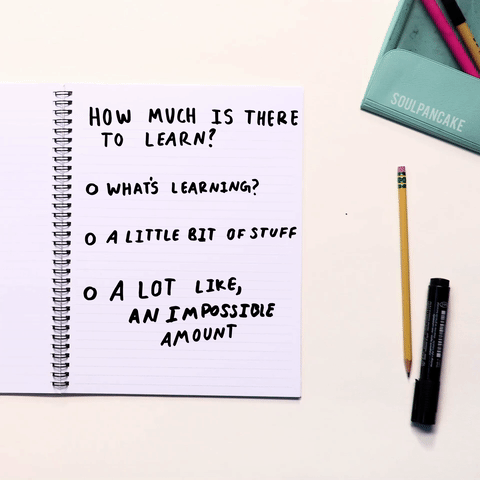 HOW MUCH IS THERE
TO LEARN?
O WHAT'S LEARNING?
O A LITTLE BIT OF STUFF
O A LOT LIKE,
AN IMPOSSIBLE
AMOUNT
SOULPANCAKE